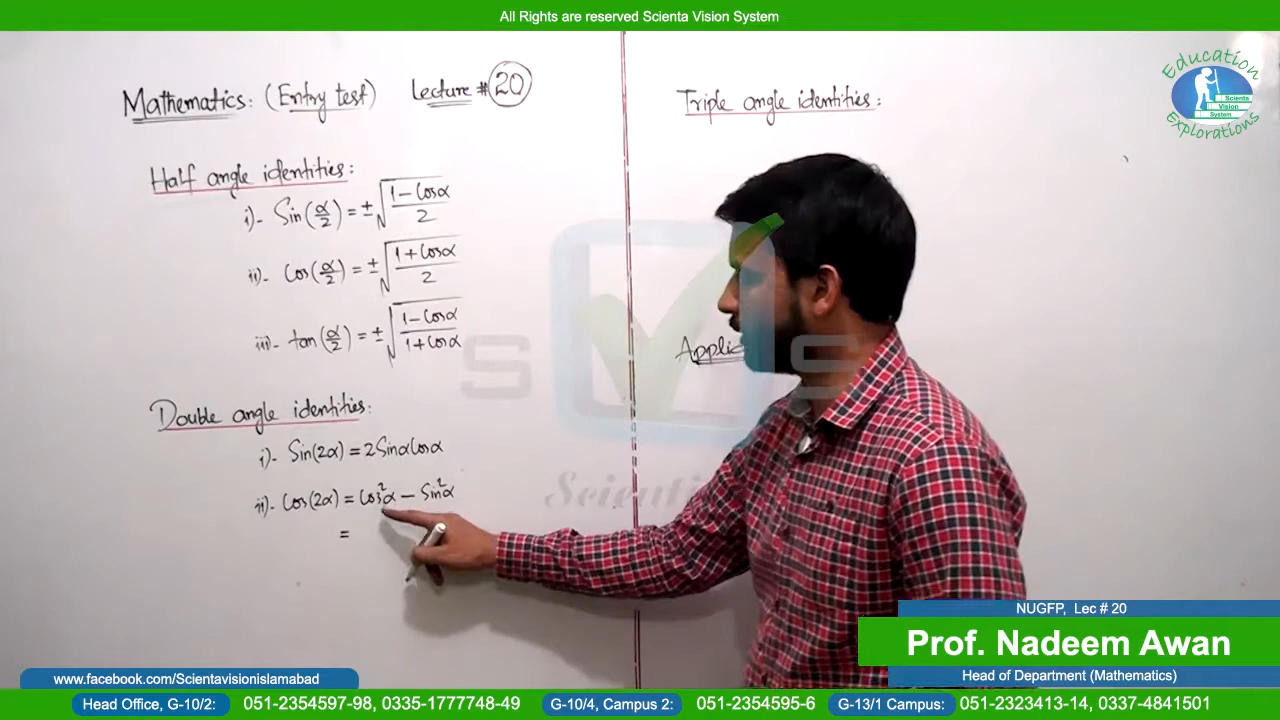 All Rights are reserved Scienta Vision System
Mathematics: (Entry test) Lecture # 20
Half angle identities:
i)- Sin(α/2) = ±√((1 - Cosα)/2)
ii)- Cos(α/2) = ±√((1 + Cosα)/2)
iii)- tan(α/2) = ±√((1 - Cosα)/(1 + Cosα))
Double angle identities:
i)- Sin(2α) = 2SinαCosα
ii)- Cos(2α) = Cos²α - Sin²α
=
Triple angle identities:
Education
Scienta
Vision
System
Explorations
S V S
NUGFP, Lec # 20
Prof. Nadeem Awan
Head of Department (Mathematics)
www.facebook.com/Scientavisionislamabad
Head Office, G-10/2: 051-2354597-98, 0335-1777748-49 G-10/4, Campus 2: 051-2354595-6 G-13/1 Campus: 051-2323413-14, 0337-4841501